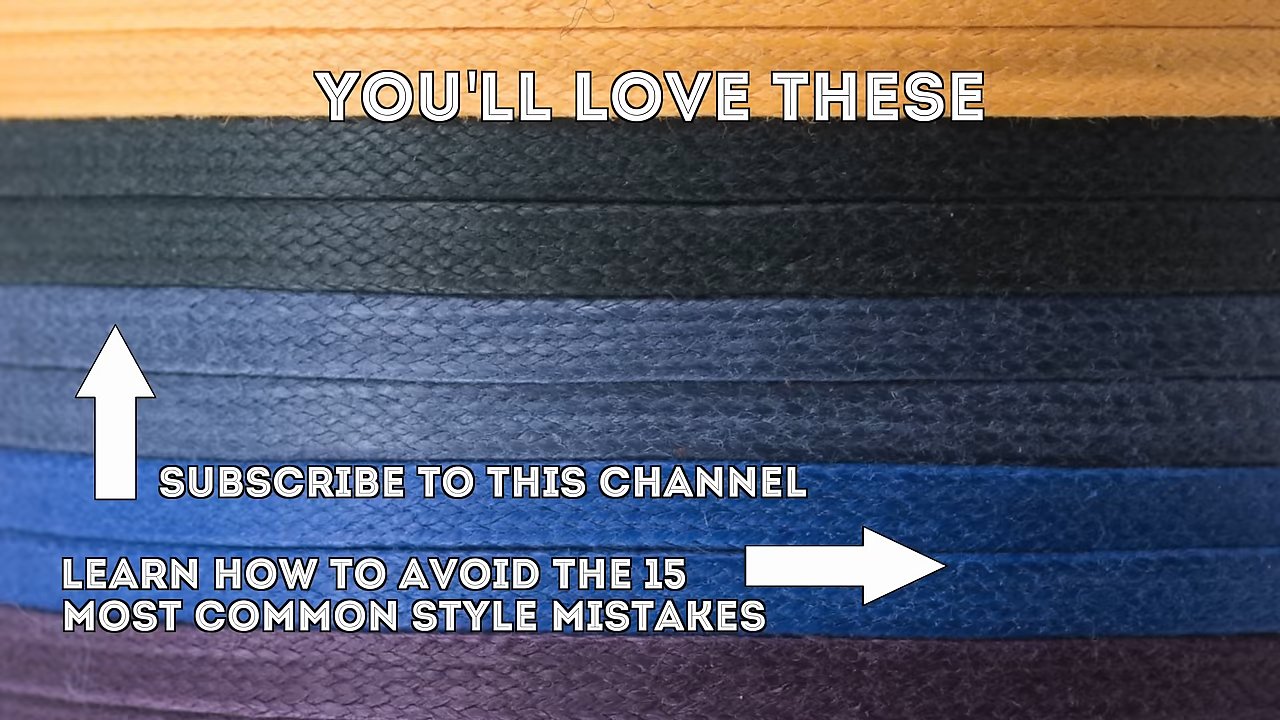 YOU'LL LOVE THESE
SUBSCRIBE TO THIS CHANNEL
LEARN HOW TO AVOID THE 15
MOST COMMON STYLE MISTAKES